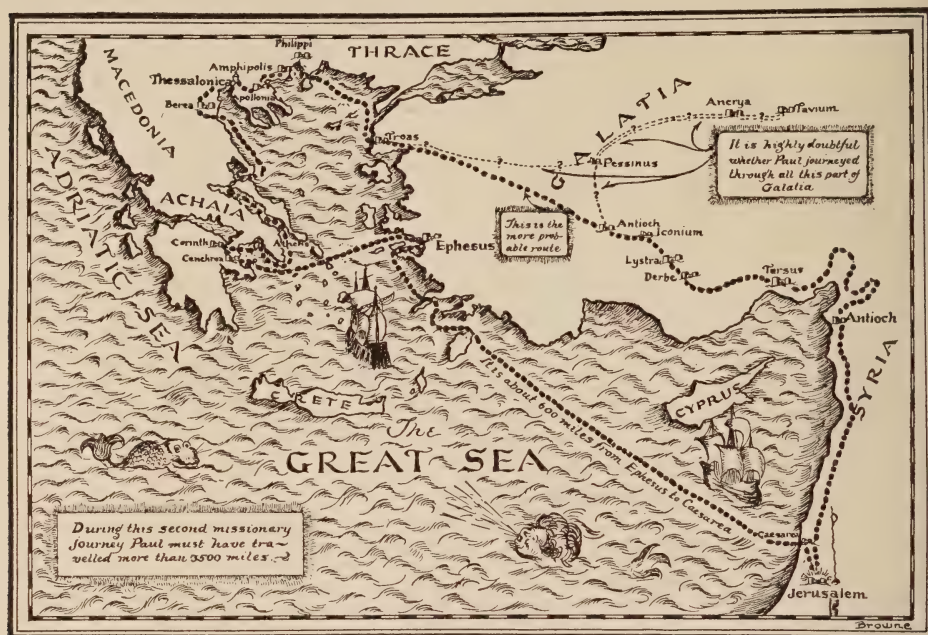 Philippi
THRACE
MACEDONIA
Amphipolis
Thessalonica
Apollonia
Berea
Troas
?
?
?
GALATIA
Ancrya
Tavium
?
?
?
Pessinus
It is highly doubtful
whether Paul journeyed
through all this part of
Galatia
ADRIATIC SEA
ACHAIA
Corinth
Athens
Cenchrea
Ephesus
This is the
more prob-
able route
Antioch
Iconium
Lystra
Derbe
Tarsus
Antioch
SYRIA
CRETE
CYPRUS
It is about 600 miles from Ephesus to Caesarea
The
GREAT SEA
During this second missionary
journey Paul must have tra-
velled more than 3500 miles.
Caesarea
Jerusalem
Browne